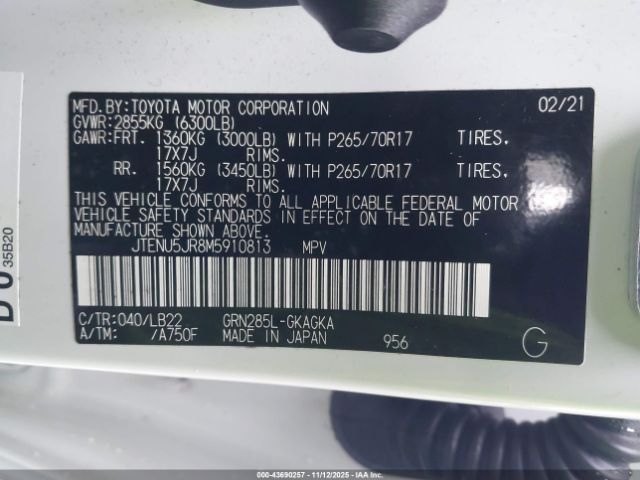 MFD.BY:TOYOTA MOTOR CORPORATION 02/21
GVWR:2855KG (6300LB)
GAWR:FRT. 1360KG (3000LB) WITH P265/70R17 TIRES,
17X7J RIMS.
RR. 1560KG (3450LB) WITH P265/70R17 TIRES,
17X7J RIMS.
THIS VEHICLE CONFORMS TO ALL APPLICABLE FEDERAL MOTOR
VEHICLE SAFETY STANDARDS IN EFFECT ON THE DATE OF
MANUFACTURE SHOWN ABOVE.
JTENU5JR8M5910813 MPV
C/TR:040/LB22 GRN285L-GKAGKA
A/TM: /A750F MADE IN JAPAN 956 G
35B20
000-43690257 - 11/12/2025 - IAAI.COM